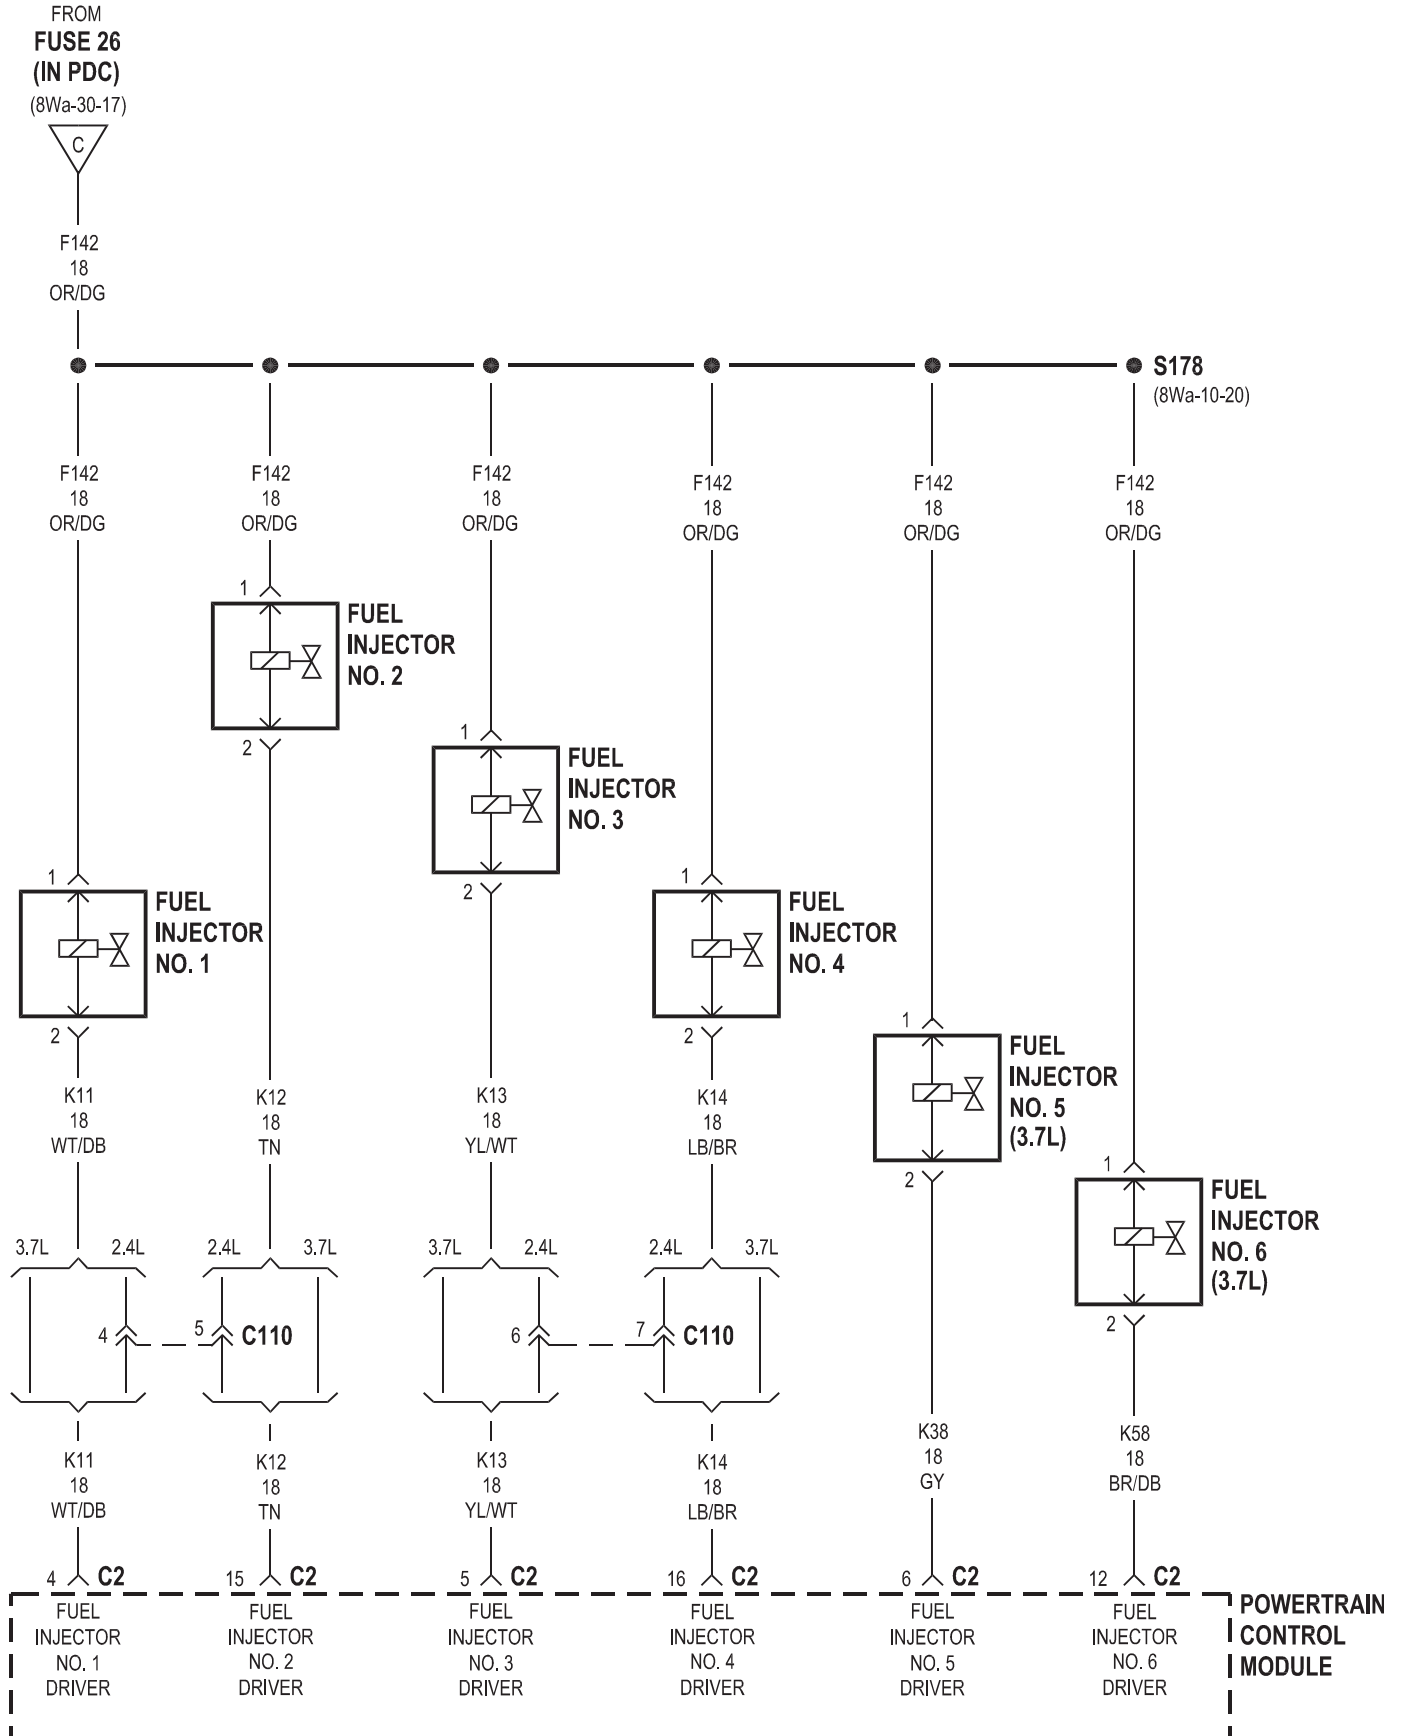 FROM
FUSE 26
(IN PDC)
(8Wa-30-17)
C
F142
18
OR/DG
S178
(8Wa-10-20)
F142
18
OR/DG
F142
18
OR/DG
F142
18
OR/DG
F142
18
OR/DG
F142
18
OR/DG
F142
18
OR/DG
1
FUEL
INJECTOR
NO. 2
2
1
FUEL
INJECTOR
NO. 3
2
1
FUEL
INJECTOR
NO. 1
2
1
FUEL
INJECTOR
NO. 4
2
1
FUEL
INJECTOR
NO. 5
(3.7L)
2
1
FUEL
INJECTOR
NO. 6
(3.7L)
2
K11
18
WT/DB
K12
18
TN
K13
18
YL/WT
K14
18
LB/BR
3.7L
2.4L
2.4L
3.7L
3.7L
2.4L
2.4L
3.7L
4
5
C110
6
7
C110
K11
18
WT/DB
K12
18
TN
K13
18
YL/WT
K14
18
LB/BR
K38
18
GY
K58
18
BR/DB
4
C2
15
C2
5
C2
16
C2
6
C2
12
C2
FUEL
INJECTOR
NO. 1
DRIVER
FUEL
INJECTOR
NO. 2
DRIVER
FUEL
INJECTOR
NO. 3
DRIVER
FUEL
INJECTOR
NO. 4
DRIVER
FUEL
INJECTOR
NO. 5
DRIVER
FUEL
INJECTOR
NO. 6
DRIVER
POWERTRAIN
CONTROL
MODULE